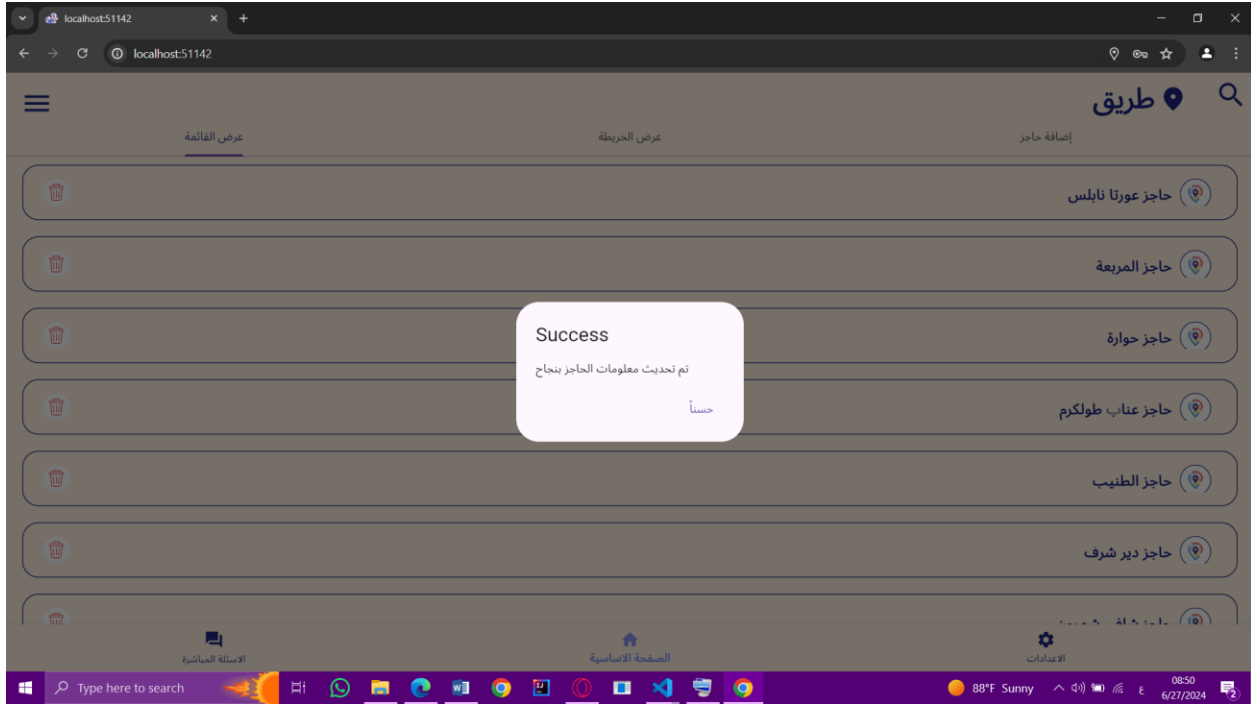 localhost:51142
localhost:51142
طريق
إضافة حاجز
عرض الخريطة
عرض القائمة
حاجز عورتا نابلس
حاجز المربعة
حاجز حوارة
حاجز عناب طولكرم
حاجز الطنيب
حاجز دير شرف
Success
تم تحديث معلومات الحاجز بنجاح
حسناً
الاعدادات
الصفحة الاساسية
الاسئلة المباشرة
Type here to search
88°F Sunny
ع
08:50
6/27/2024
2